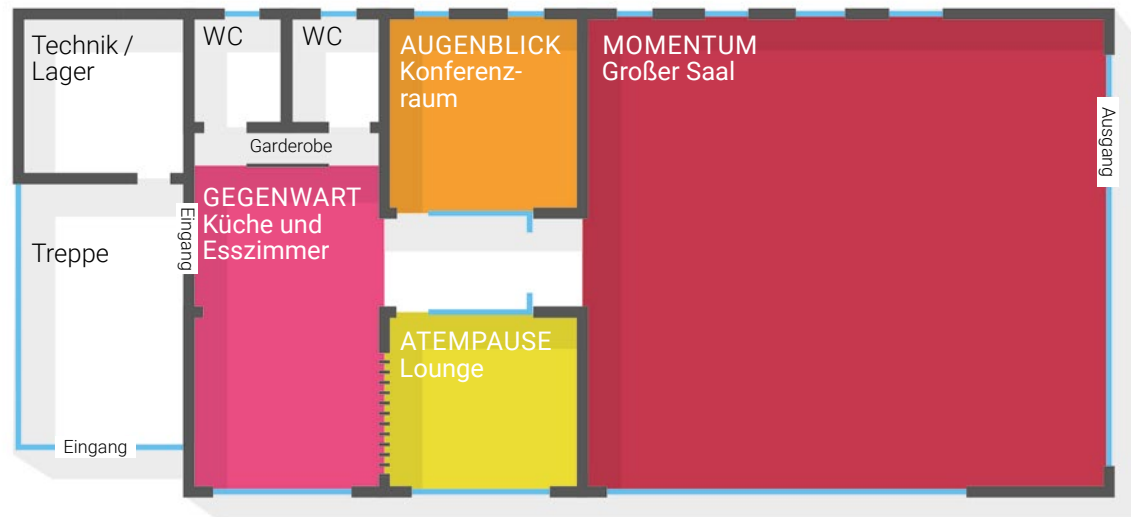 Technik /
Lager
WC
WC
AUGENBLICK
Konferenz-
raum
MOMENTUM
Großer Saal
Ausgang
Garderobe
GEGENWART
Küche und
Esszimmer
Eingang
Treppe
ATEMPAUSE
Lounge
Eingang